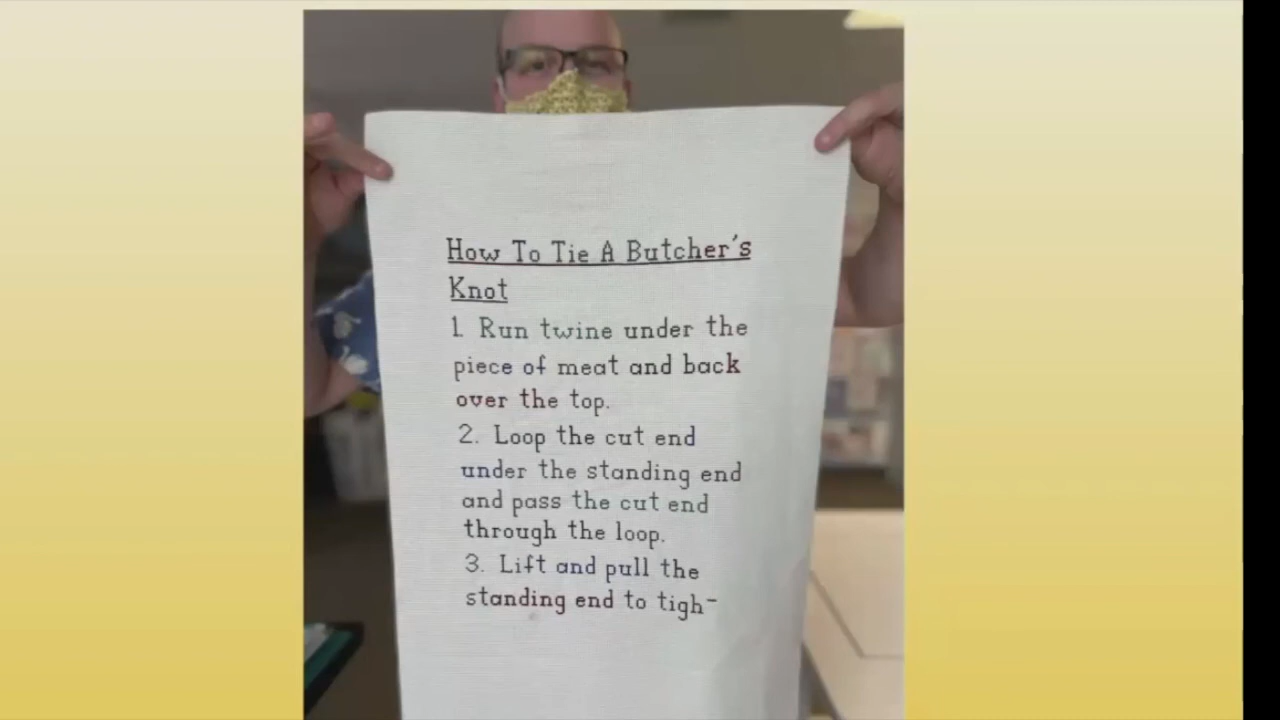 How To Tie A Butcher's
Knot
1. Run twine under the
piece of meat and back
over the top.
2. Loop the cut end
under the standing end
and pass the cut end
through the loop.
3. Lift and pull the
standing end to tigh-